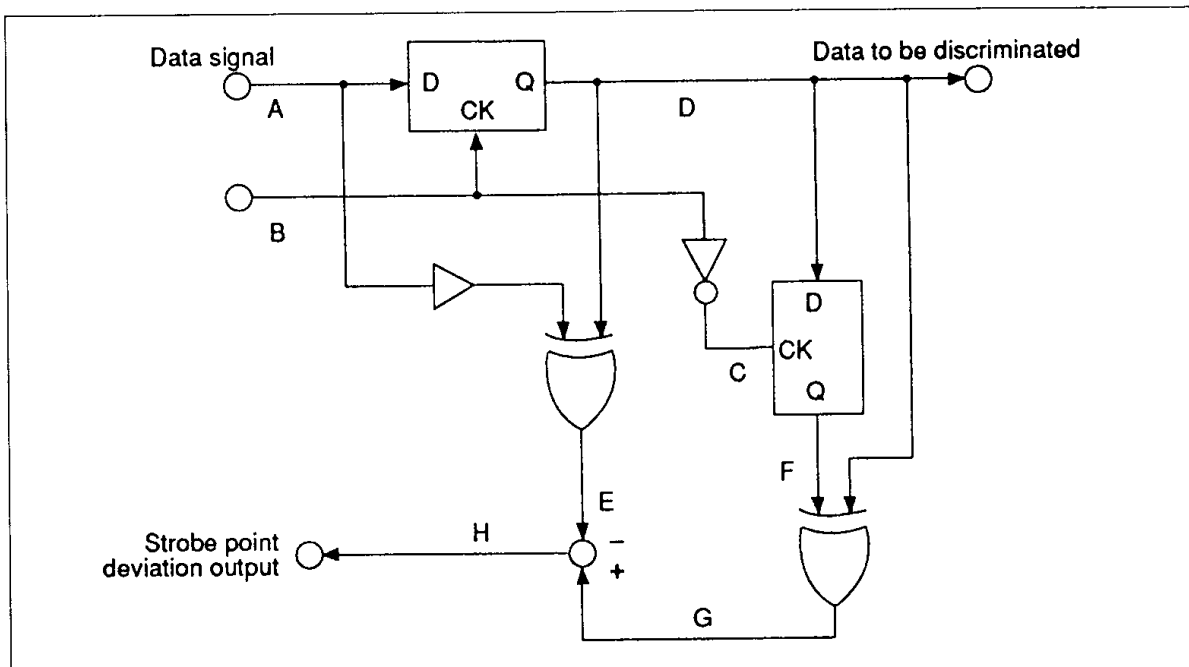 Data signal
A
D
Q
CK
D
Data to be discriminated
B
D
CK
Q
C
F
E
–
+
H
Strobe point
deviation output
G